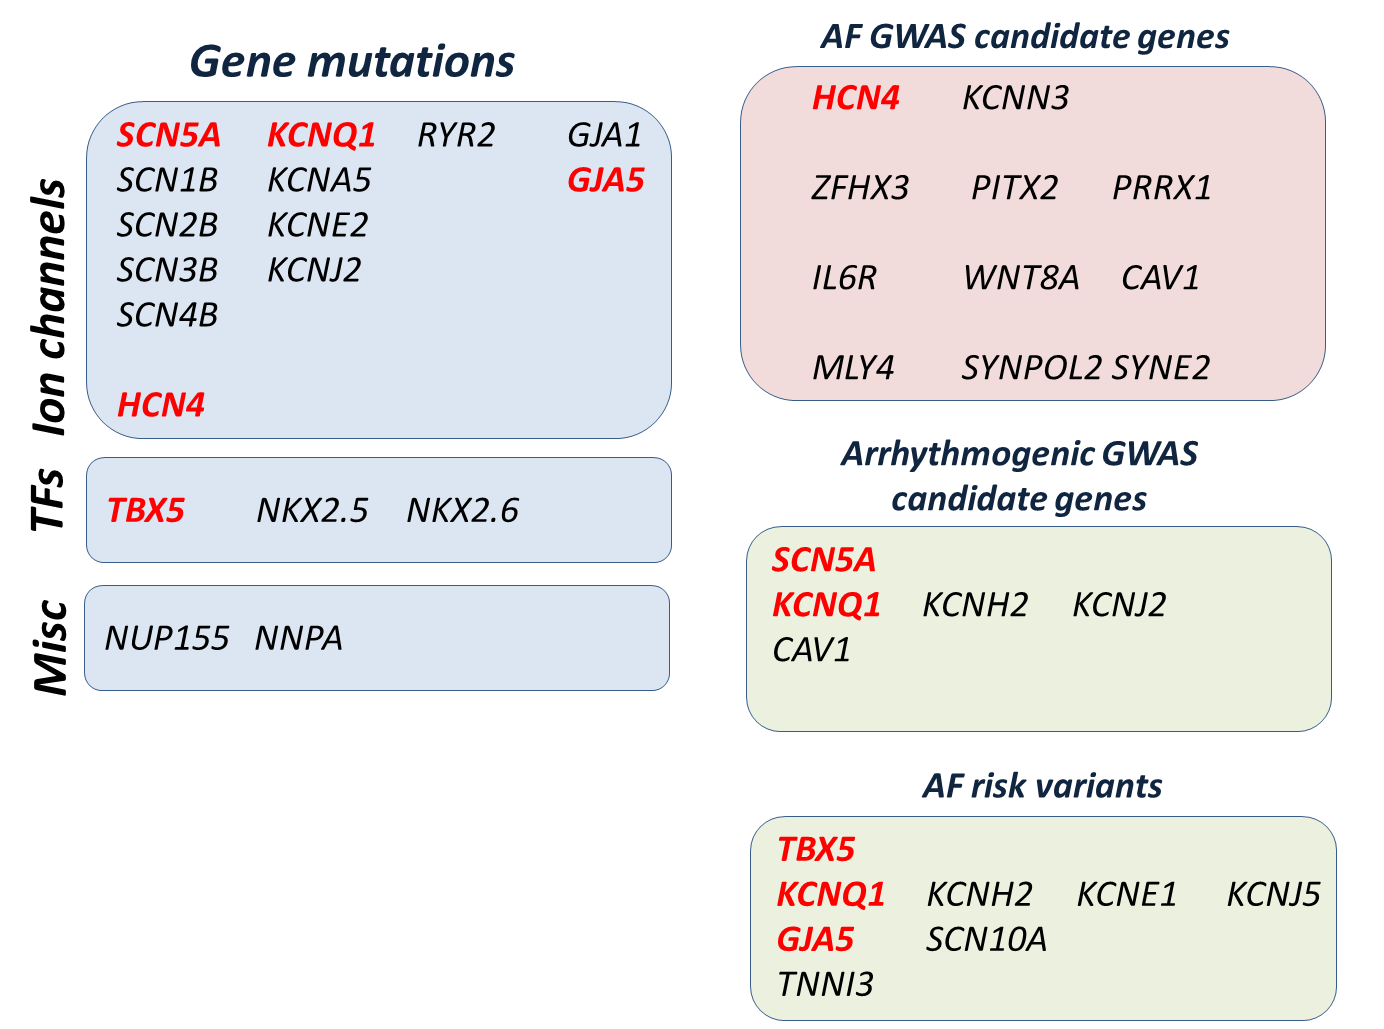 Gene mutations
Ion channels
SCN5A KCNQ1 RYR2 GJA1
SCN1B KCNA5 GJA5
SCN2B KCNE2
SCN3B KCNJ2
SCN4B
HCN4
TFs
TBX5 NKX2.5 NKX2.6
Misc
NUP155 NNPA
AF GWAS candidate genes
HCN4 KCNN3
ZFHX3 PITX2 PRRX1
IL6R WNT8A CAV1
MLY4 SYNPOL2 SYNE2
Arrhythmogenic GWAS
candidate genes
SCN5A
KCNQ1 KCNH2 KCNJ2
CAV1
AF risk variants
TBX5
KCNQ1 KCNH2 KCNE1 KCNJ5
GJA5 SCN10A
TNNI3